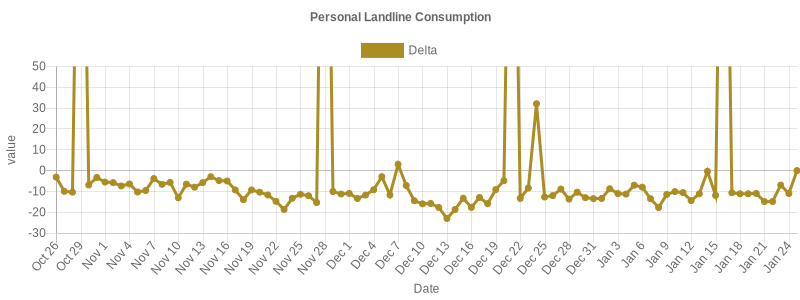 Personal Landline Consumption
Delta
value
50
40
30
20
10
0
-10
-20
-30
Oct 26
Oct 29
Nov 1
Nov 4
Nov 7
Nov 10
Nov 13
Nov 16
Nov 19
Nov 22
Nov 25
Nov 28
Dec 1
Dec 4
Dec 7
Dec 10
Dec 13
Dec 16
Dec 19
Dec 22
Dec 25
Dec 28
Dec 31
Jan 3
Jan 6
Jan 9
Jan 12
Jan 15
Jan 18
Jan 21
Jan 24
Date